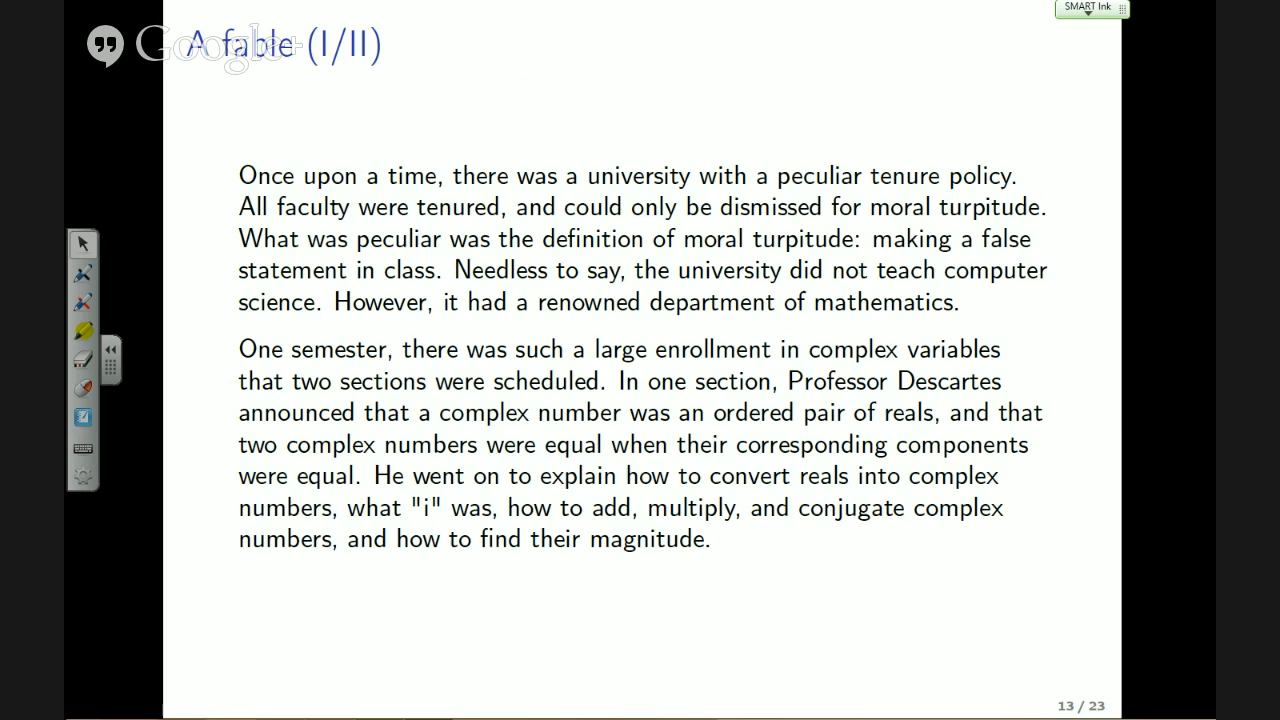 SMART Ink
Google+
A fable (I/II)
Once upon a time, there was a university with a peculiar tenure policy.
All faculty were tenured, and could only be dismissed for moral turpitude.
What was peculiar was the definition of moral turpitude: making a false
statement in class. Needless to say, the university did not teach computer
science. However, it had a renowned department of mathematics.
One semester, there was such a large enrollment in complex variables
that two sections were scheduled. In one section, Professor Descartes
announced that a complex number was an ordered pair of reals, and that
two complex numbers were equal when their corresponding components
were equal. He went on to explain how to convert reals into complex
numbers, what "i" was, how to add, multiply, and conjugate complex
numbers, and how to find their magnitude.
13 / 23